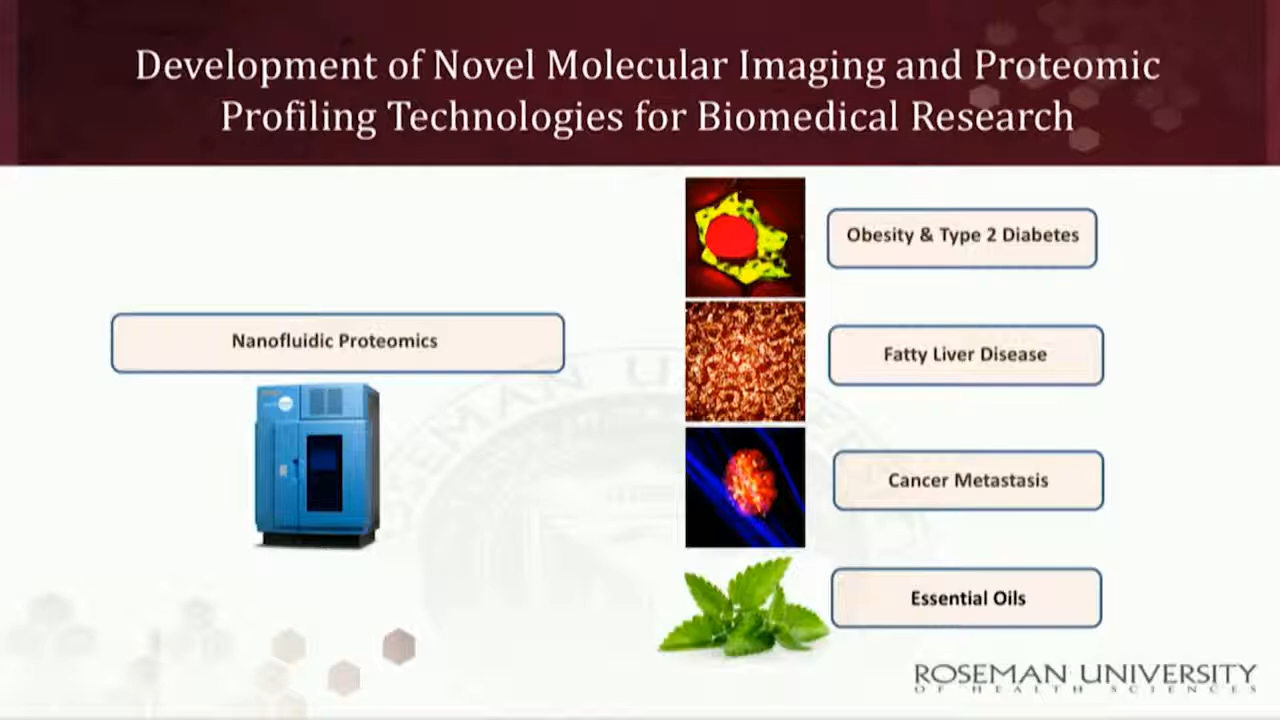 Development of Novel Molecular Imaging and Proteomic
Profiling Technologies for Biomedical Research
Obesity & Type 2 Diabetes
Nanofluidic Proteomics
Fatty Liver Disease
Cancer Metastasis
Essential Oils
ROSEMAN UNIVERSITY
OF HEALTH SCIENCES